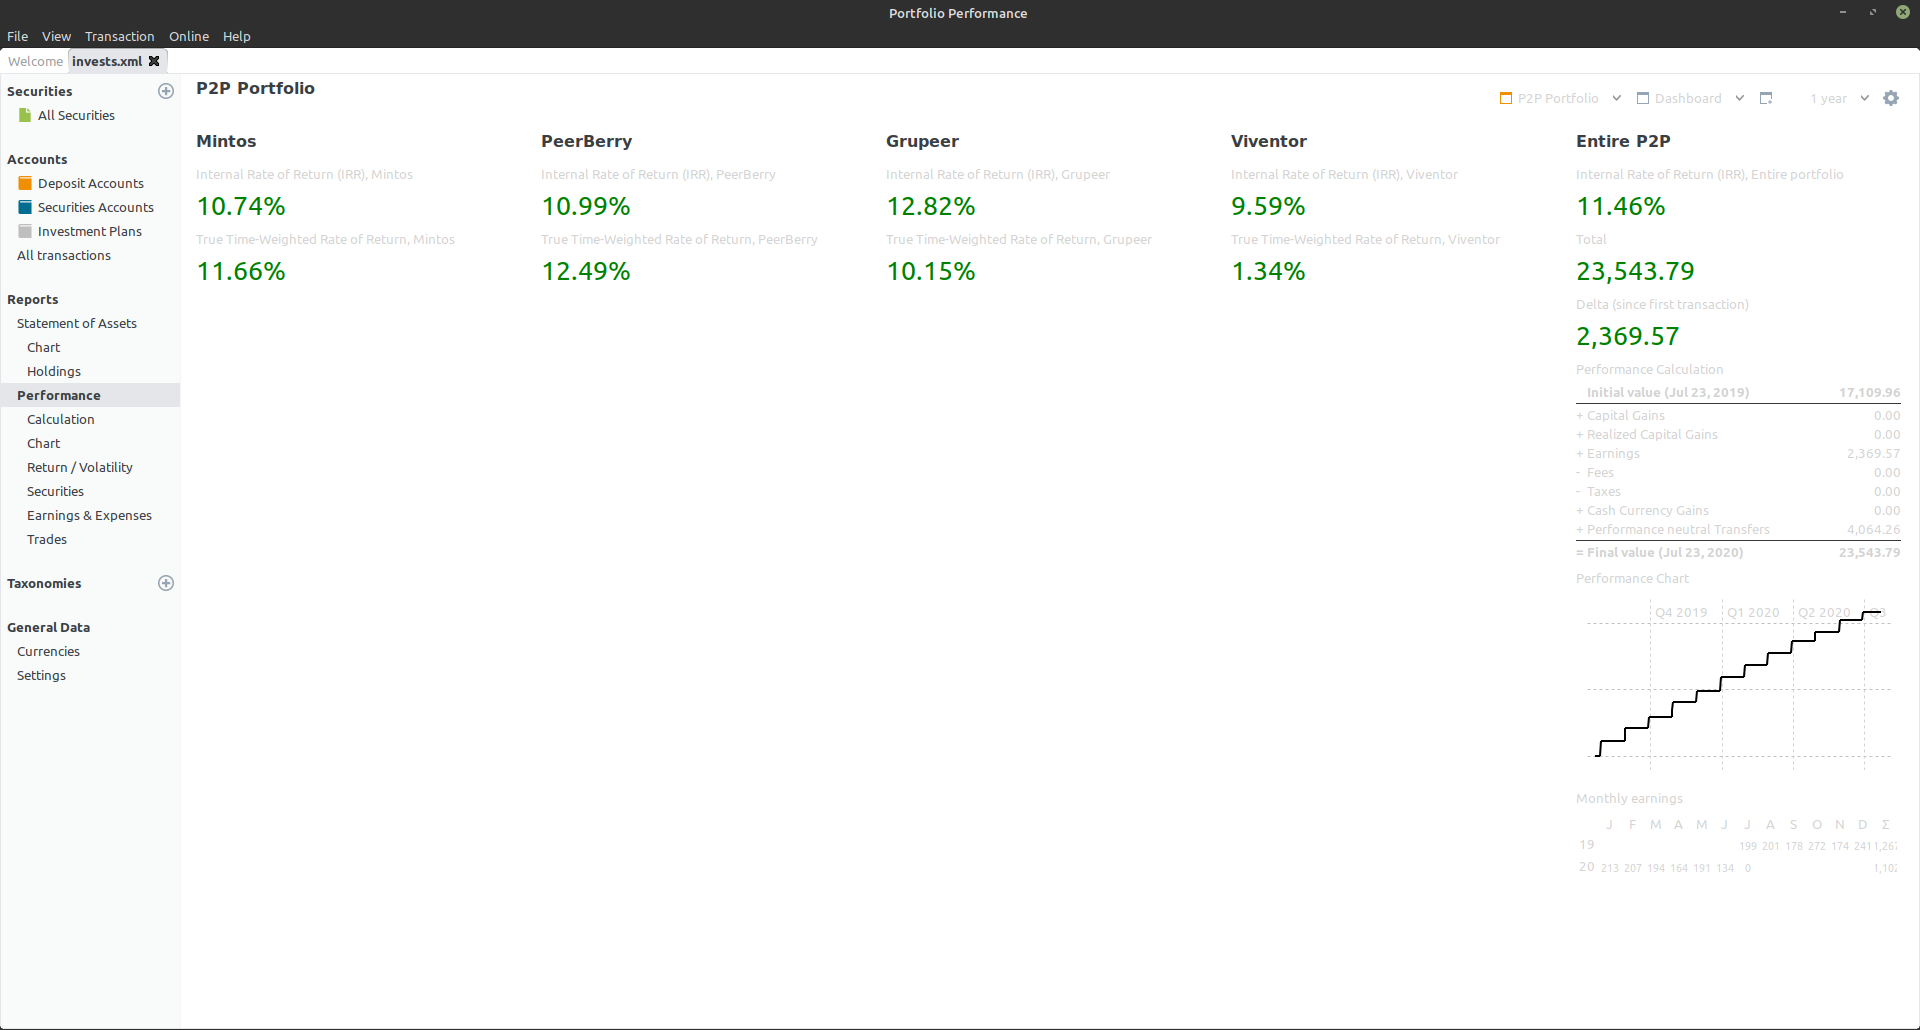 Portfolio Performance
File View Transaction Online Help
Welcome invests.xml
Securities
All Securities
Accounts
Deposit Accounts
Securities Accounts
Investment Plans
All transactions
Reports
Statement of Assets
Chart
Holdings
Performance
Calculation
Chart
Return / Volatility
Securities
Earnings & Expenses
Trades
Taxonomies
General Data
Currencies
Settings
P2P Portfolio
P2P Portfolio Dashboard 1 year
Mintos
Internal Rate of Return (IRR), Mintos
10.74%
True Time-Weighted Rate of Return, Mintos
11.66%
PeerBerry
Internal Rate of Return (IRR), PeerBerry
10.99%
True Time-Weighted Rate of Return, PeerBerry
12.49%
Grupeer
Internal Rate of Return (IRR), Grupeer
12.82%
True Time-Weighted Rate of Return, Grupeer
10.15%
Viventor
Internal Rate of Return (IRR), Viventor
9.59%
True Time-Weighted Rate of Return, Viventor
1.34%
Entire P2P
Internal Rate of Return (IRR), Entire portfolio
11.46%
Total
23,543.79
Delta (since first transaction)
2,369.57
Performance Calculation
Initial value (Jul 23, 2019) 17,109.96
+ Capital Gains 0.00
+ Realized Capital Gains 0.00
+ Earnings 2,369.57
- Fees 0.00
- Taxes 0.00
+ Cash Currency Gains 0.00
+ Performance neutral Transfers 4,064.26
= Final value (Jul 23, 2020) 23,543.79
Performance Chart
Q4 2019 Q1 2020 Q2 2020 Q3
Monthly earnings
J F M A M J J A S O N D Σ
19 199 201 178 272 174 241 1,267
20 213 207 194 164 191 134 0 1,102